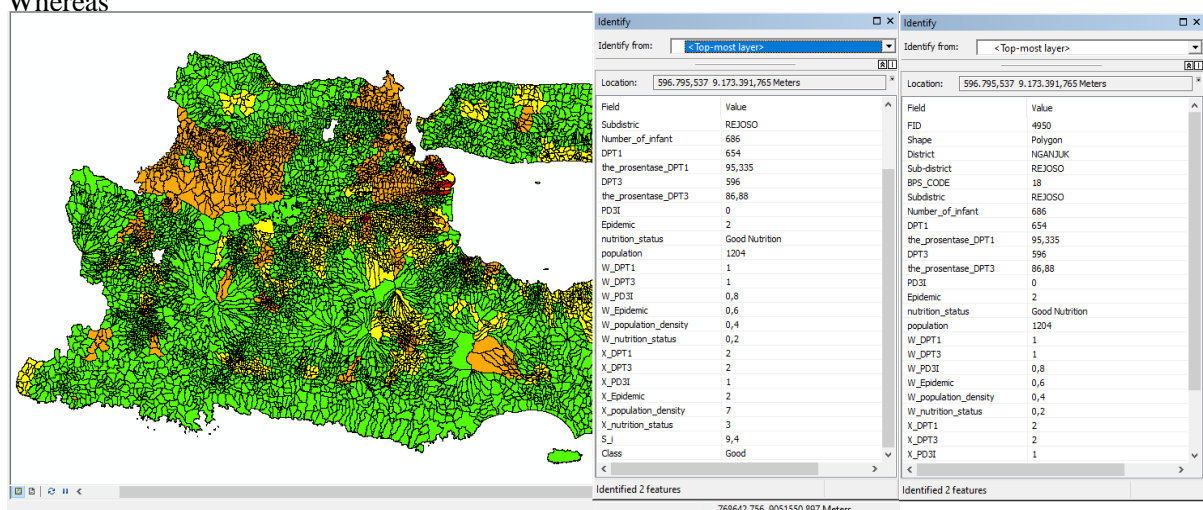 Whereas
Identify
Identify from: <Top-most layer>
Location: 596.795,537 9.173.391,765 Meters
Field Value
Subdistric REJOSO
Number_of_infant 686
DPT1 654
the_prosentase_DPT1 95,335
DPT3 596
the_prosentase_DPT3 86,88
PD3I 0
Epidemic 2
nutrition_status Good Nutrition
population 1204
W_DPT1 1
W_DPT3 1
W_PD3I 0,8
W_Epidemic 0,6
W_population_density 0,4
W_nutrition_status 0,2
X_DPT1 2
X_DPT3 2
X_PD3I 1
X_Epidemic 2
X_population_density 7
X_nutrition_status 3
S_i 9,4
Class Good
Identified 2 features
Identify
Identify from: <Top-most layer>
Location: 596.795,537 9.173.391,765 Meters
Field Value
FID 4950
Shape Polygon
District NGANJUK
Sub-district REJOSO
BPS_CODE 18
Subdistric REJOSO
Number_of_infant 686
DPT1 654
the_prosentase_DPT1 95,335
DPT3 596
the_prosentase_DPT3 86,88
PD3I 0
Epidemic 2
nutrition_status Good Nutrition
population 1204
W_DPT1 1
W_DPT3 1
W_PD3I 0,8
W_Epidemic 0,6
W_population_density 0,4
W_nutrition_status 0,2
X_DPT1 2
X_DPT3 2
X_PD3I 1
Identified 2 features
768642,756 9051550,897 Meters